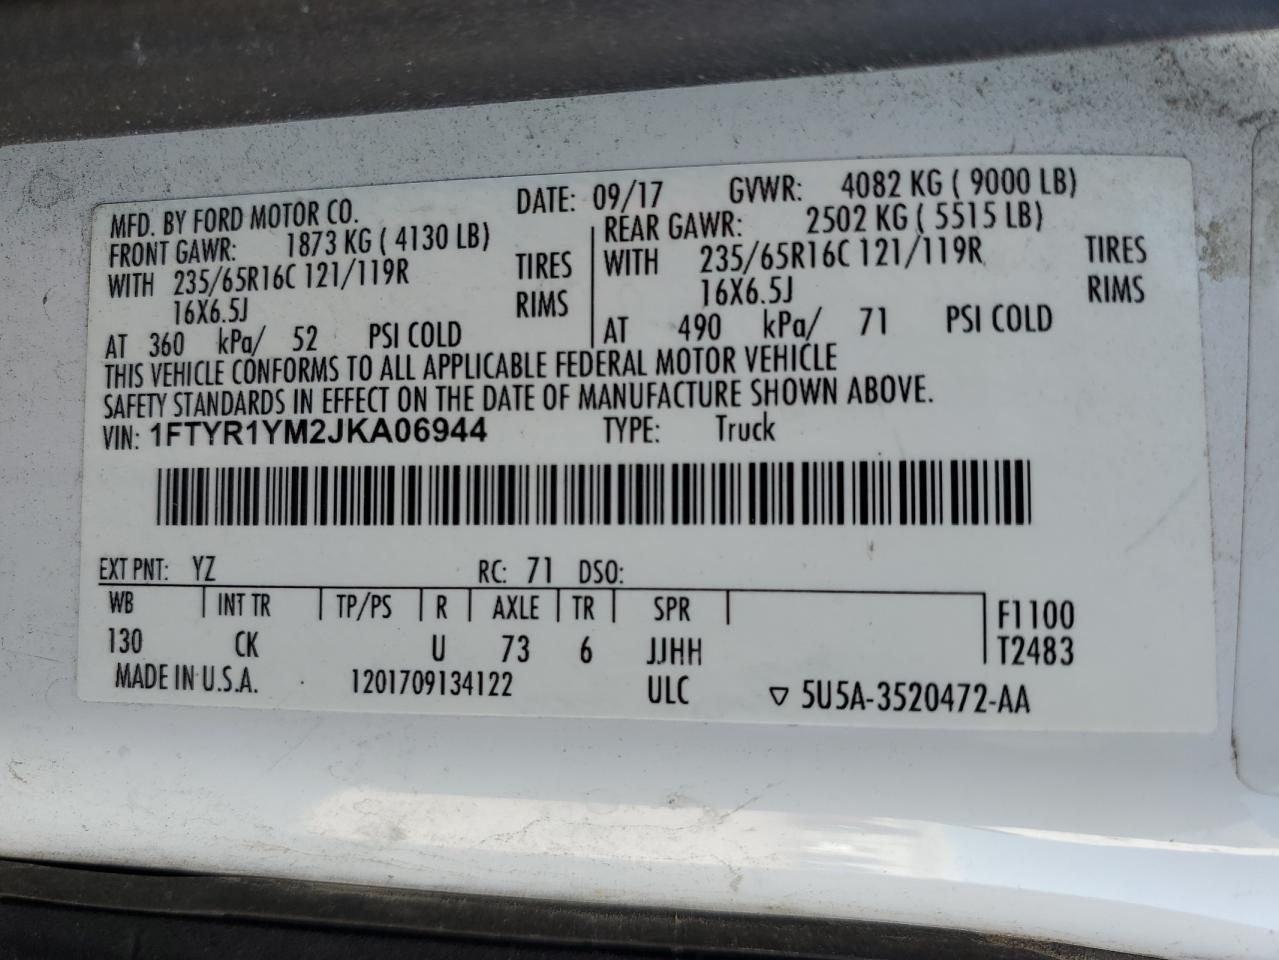 MFD. BY FORD MOTOR CO. DATE: 09/17 GVWR: 4082 KG ( 9000 LB)
FRONT GAWR: 1873 KG ( 4130 LB) REAR GAWR: 2502 KG ( 5515 LB)
WITH 235/65R16C 121/119R TIRES WITH 235/65R16C 121/119R TIRES
16X6.5J RIMS 16X6.5J RIMS
AT 360 kPa/ 52 PSI COLD AT 490 kPa/ 71 PSI COLD
THIS VEHICLE CONFORMS TO ALL APPLICABLE FEDERAL MOTOR VEHICLE
SAFETY STANDARDS IN EFFECT ON THE DATE OF MANUFACTURE SHOWN ABOVE.
VIN: 1FTYR1YM2JKA06944 TYPE: Truck
EXT PNT: YZ RC: 71 DSO:
WB INT TR TP/PS R AXLE TR SPR F1100
130 CK U 73 6 JJHH T2483
MADE IN U.S.A. 1201709134122 ULC ▽ 5U5A-3520472-AA